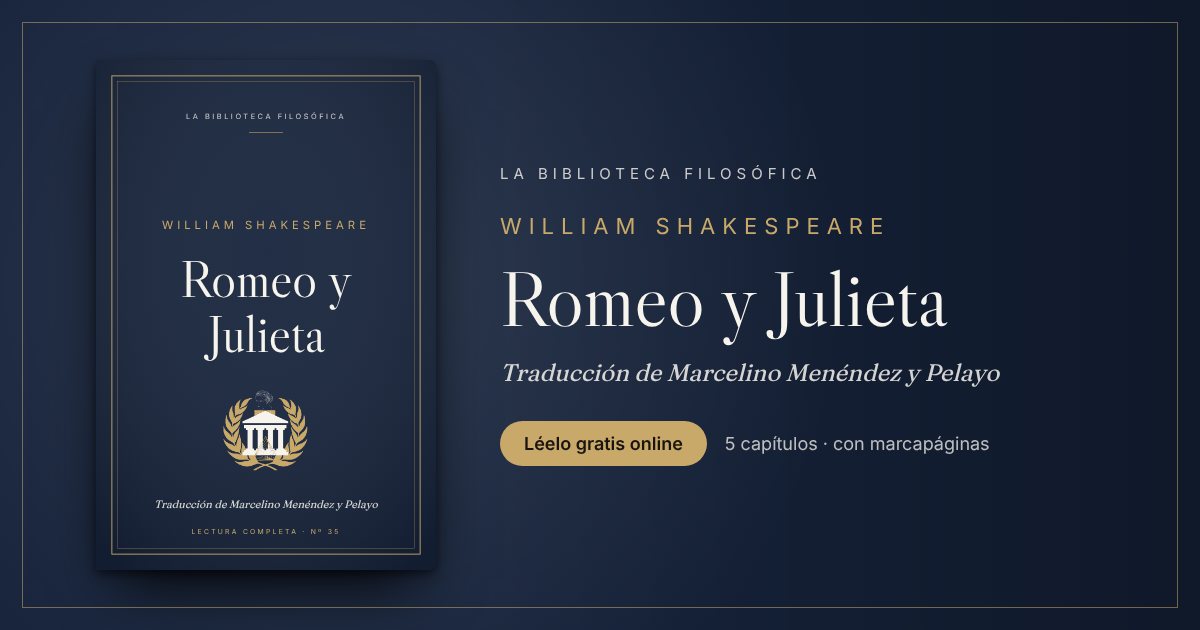 LA BIBLIOTECA FILOSÓFICA
WILLIAM SHAKESPEARE
Romeo y
Julieta
Traducción de Marcelino Menéndez y Pelayo
LECTURA COMPLETA · Nº 35
LA BIBLIOTECA FILOSÓFICA
WILLIAM SHAKESPEARE
Romeo y Julieta
Traducción de Marcelino Menéndez y Pelayo
Léelo gratis online
5 capítulos · con marcapáginas